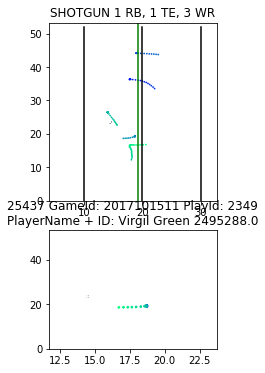 SHOTGUN 1 RB, 1 TE, 3 WR
50
40
30
20
10
0
10 20 30
25437 GameId: 2017101511 PlayId: 2349
PlayerName + ID: Virgil Green 2495288.0
40
20
0
12.5 15.0 17.5 20.0 22.5